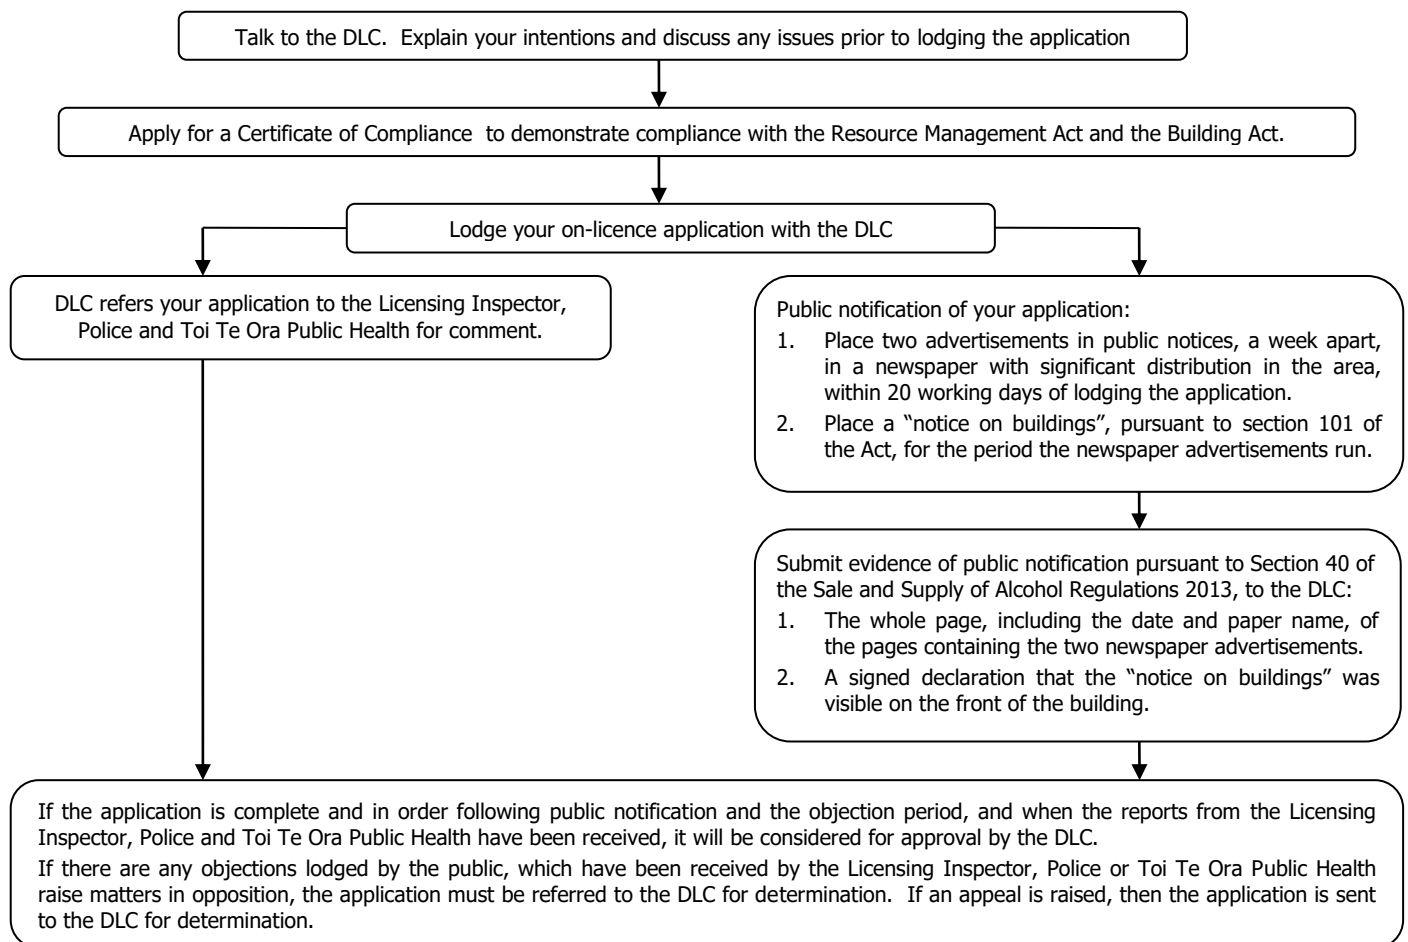 Talk to the DLC.  Explain your intentions and discuss any issues prior to lodging the application
Apply for a Certificate of Compliance  to demonstrate compliance with the Resource Management Act and the Building Act.
Lodge your on-licence application with the DLC
DLC refers your application to the Licensing Inspector,
Police and Toi Te Ora Public Health for comment.
Public notification of your application:
1. Place two advertisements in public notices, a week apart,
in a newspaper with significant distribution in the area,
within 20 working days of lodging the application.
2. Place a “notice on buildings”, pursuant to section 101 of
the Act, for the period the newspaper advertisements run.
Submit evidence of public notification pursuant to Section 40 of
the Sale and Supply of Alcohol Regulations 2013, to the DLC:
1. The whole page, including the date and paper name, of
the pages containing the two newspaper advertisements.
2. A signed declaration that the “notice on buildings” was
visible on the front of the building.
If the application is complete and in order following public notification and the objection period, and when the reports from the Licensing
Inspector, Police and Toi Te Ora Public Health have been received, it will be considered for approval by the DLC.
If there are any objections lodged by the public, which have been received by the Licensing Inspector, Police or Toi Te Ora Public Health
raise matters in opposition, the application must be referred to the DLC for determination.  If an appeal is raised, then the application is sent
to the DLC for determination.